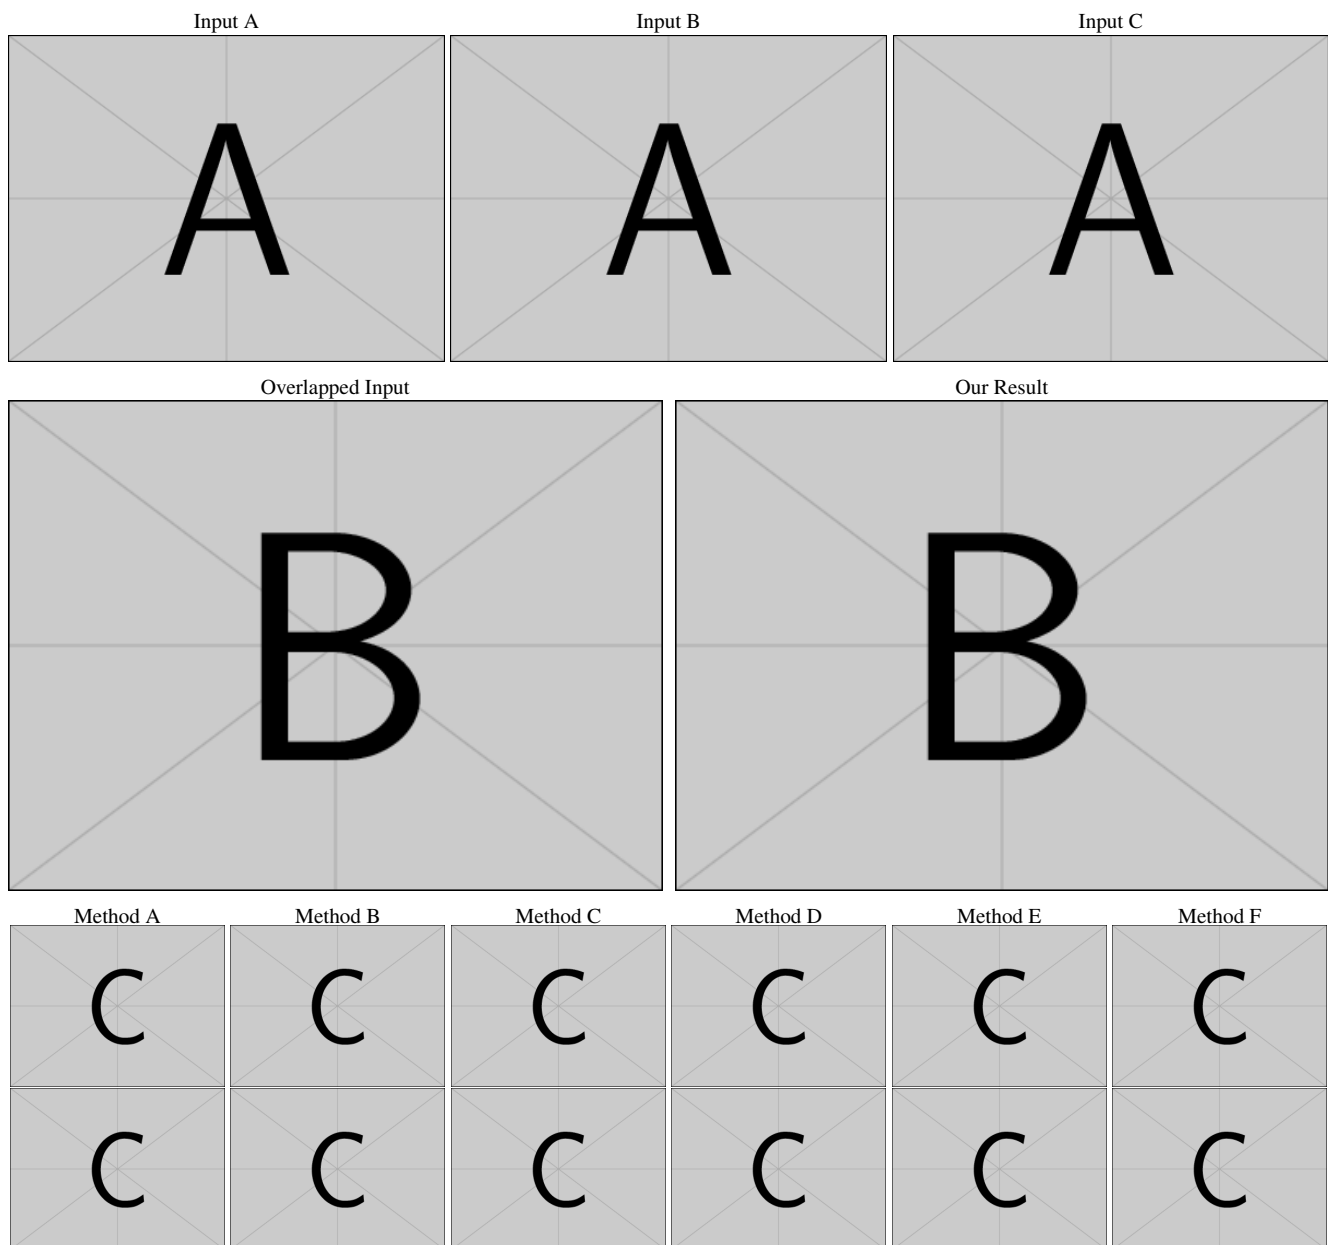 Input A Input B Input C
A A A
Overlapped Input Our Result
B B
Method A Method B Method C Method D Method E Method F
C C C C C C
C C C C C C